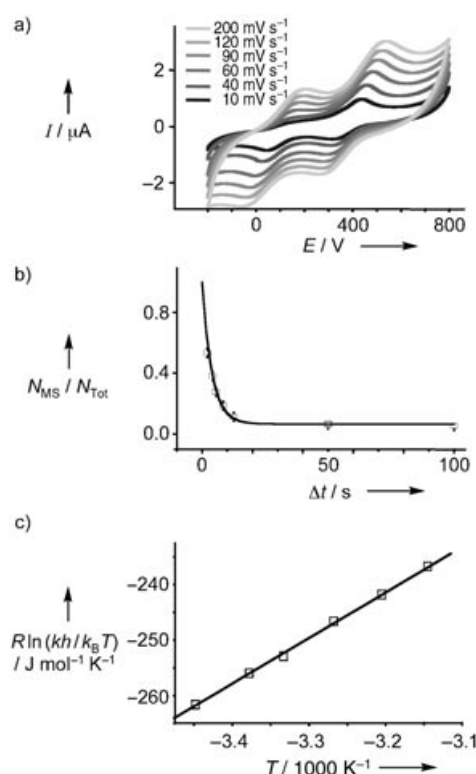 a)
200 mV s⁻¹
120 mV s⁻¹
90 mV s⁻¹
60 mV s⁻¹
40 mV s⁻¹
10 mV s⁻¹
2
0
−2
I / µA
0 400 800
E / V
b)
0.8
0.4
0.0
N_MS / N_Tot
0 50 100
Δt / s
c)
−240
−250
−260
R ln (kh / k_B T)
/ J mol⁻¹ K⁻¹
−3.4 −3.3 −3.2 −3.1
T / 1000 K⁻¹